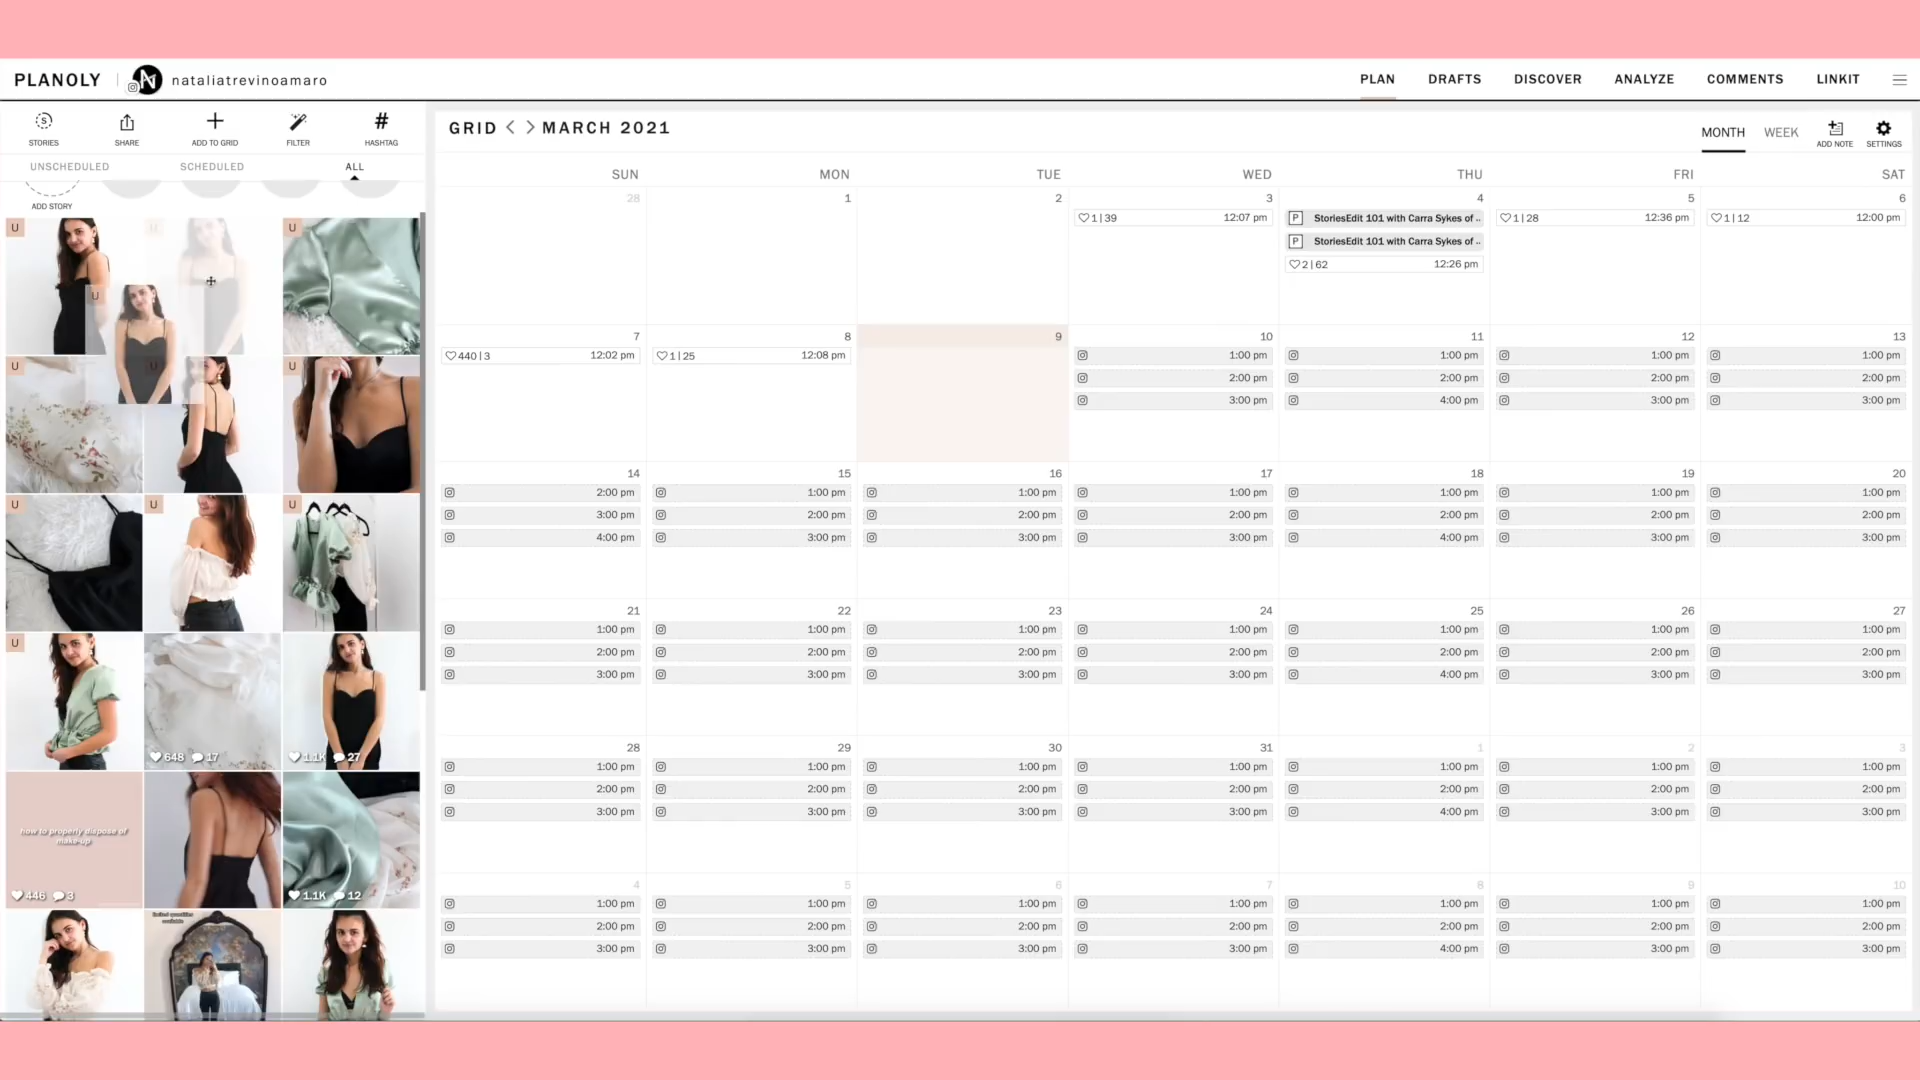 PLANOLY | nataliatrevinoamaro
PLAN DRAFTS DISCOVER ANALYZE COMMENTS LINKIT
STORIES SHARE ADD TO GRID FILTER HASHTAG
UNSCHEDULED SCHEDULED ALL
ADD STORY
U U U
U U U
U U U
U
648 17 1.1K 27
how to properly dispose of
make-up
446 3 1.1K 12
limited quantities
available
GRID < > MARCH 2021
MONTH WEEK ADD NOTE SETTINGS
SUN MON TUE WED THU FRI SAT
28 1 2 3 4 5 6
1|39 12:07 pm P StoriesEdit 101 with Carra Sykes of .. 1|28 12:36 pm 1|12 12:00 pm
P StoriesEdit 101 with Carra Sykes of ..
2|62 12:26 pm
7 8 9 10 11 12 13
440|3 12:02 pm 1|25 12:08 pm 1:00 pm 1:00 pm 1:00 pm 1:00 pm
2:00 pm 2:00 pm 2:00 pm 2:00 pm
3:00 pm 4:00 pm 3:00 pm 3:00 pm
14 15 16 17 18 19 20
2:00 pm 1:00 pm 1:00 pm 1:00 pm 1:00 pm 1:00 pm 1:00 pm
3:00 pm 2:00 pm 2:00 pm 2:00 pm 2:00 pm 2:00 pm 2:00 pm
4:00 pm 3:00 pm 3:00 pm 3:00 pm 4:00 pm 3:00 pm 3:00 pm
21 22 23 24 25 26 27
1:00 pm 1:00 pm 1:00 pm 1:00 pm 1:00 pm 1:00 pm 1:00 pm
2:00 pm 2:00 pm 2:00 pm 2:00 pm 2:00 pm 2:00 pm 2:00 pm
3:00 pm 3:00 pm 3:00 pm 3:00 pm 4:00 pm 3:00 pm 3:00 pm
28 29 30 31 1 2 3
1:00 pm 1:00 pm 1:00 pm 1:00 pm 1:00 pm 1:00 pm 1:00 pm
2:00 pm 2:00 pm 2:00 pm 2:00 pm 2:00 pm 2:00 pm 2:00 pm
3:00 pm 3:00 pm 3:00 pm 3:00 pm 4:00 pm 3:00 pm 3:00 pm
4 5 6 7 8 9 10
1:00 pm 1:00 pm 1:00 pm 1:00 pm 1:00 pm 1:00 pm 1:00 pm
2:00 pm 2:00 pm 2:00 pm 2:00 pm 2:00 pm 2:00 pm 2:00 pm
3:00 pm 3:00 pm 3:00 pm 3:00 pm 4:00 pm 3:00 pm 3:00 pm